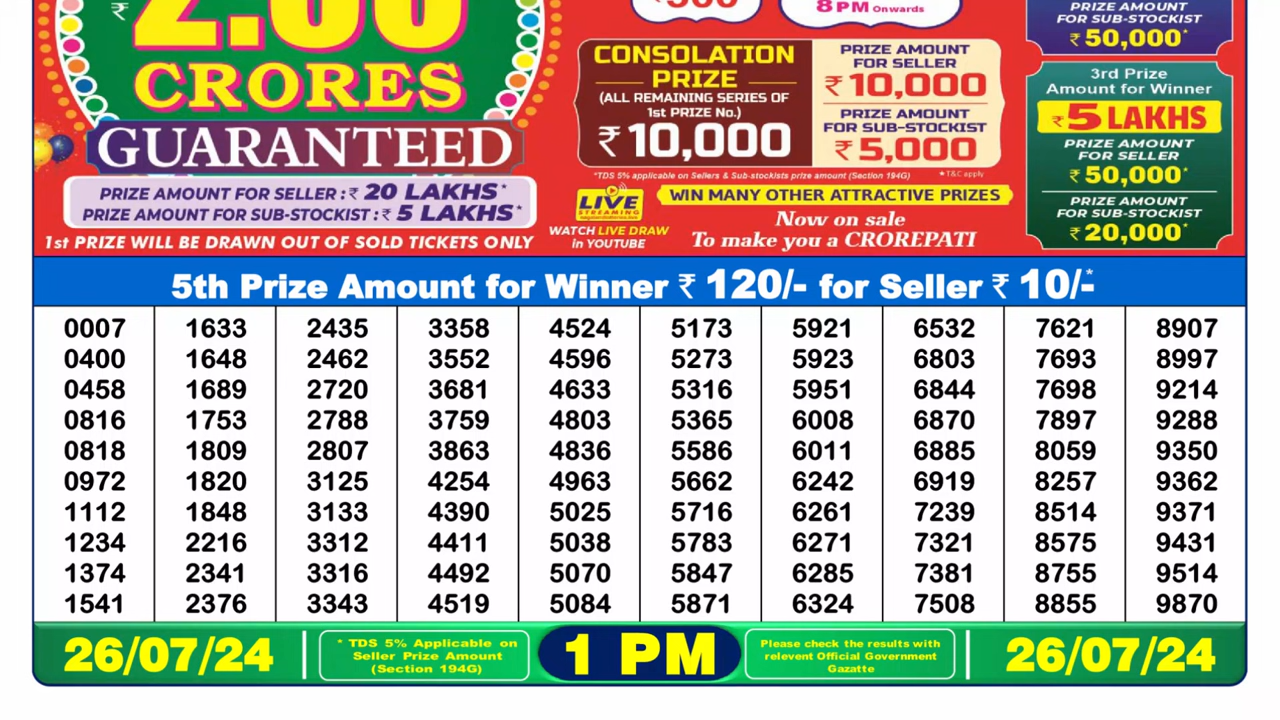 ₹ 2.00
CRORES
GUARANTEED
PRIZE AMOUNT FOR SELLER : ₹ 20 LAKHS*
PRIZE AMOUNT FOR SUB-STOCKIST : ₹ 5 LAKHS*
1st PRIZE WILL BE DRAWN OUT OF SOLD TICKETS ONLY
₹500
8 PM Onwards
CONSOLATION
PRIZE
(ALL REMAINING SERIES OF
1st PRIZE No.)
₹ 10,000
PRIZE AMOUNT
FOR SELLER
₹ 10,000
PRIZE AMOUNT
FOR SUB-STOCKIST
₹ 5,000
*TDS 5% applicable on Sellers & Sub-stockists prize amount (Section 194G)
★T&C apply
LIVE
STREAMING
WATCH LIVE DRAW
in YOUTUBE
WIN MANY OTHER ATTRACTIVE PRIZES
Now on sale
To make you a CROREPATI
PRIZE AMOUNT
FOR SUB-STOCKIST
₹ 50,000*
3rd Prize
Amount for Winner
₹ 5 LAKHS
PRIZE AMOUNT
FOR SELLER
₹ 50,000*
PRIZE AMOUNT
FOR SUB-STOCKIST
₹ 20,000*
5th Prize Amount for Winner ₹ 120/- for Seller ₹ 10/-*
0007 1633 2435 3358 4524 5173 5921 6532 7621 8907
0400 1648 2462 3552 4596 5273 5923 6803 7693 8997
0458 1689 2720 3681 4633 5316 5951 6844 7698 9214
0816 1753 2788 3759 4803 5365 6008 6870 7897 9288
0818 1809 2807 3863 4836 5586 6011 6885 8059 9350
0972 1820 3125 4254 4963 5662 6242 6919 8257 9362
1112 1848 3133 4390 5025 5716 6261 7239 8514 9371
1234 2216 3312 4411 5038 5783 6271 7321 8575 9431
1374 2341 3316 4492 5070 5847 6285 7381 8755 9514
1541 2376 3343 4519 5084 5871 6324 7508 8855 9870
26/07/24
* TDS 5% Applicable on
Seller Prize Amount
(Section 194G)
1 PM
Please check the results with
relevent Official Government
Gazatte
26/07/24